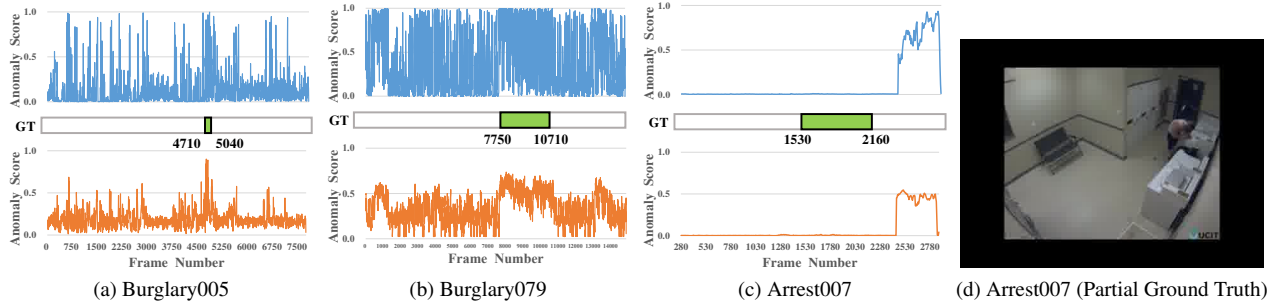 1.0
0.5
0.0
Anomaly Score
GT
4710 5040
1.0
0.5
0.0
Anomaly Score
0 750 1500 2250 3000 3750 4500 5250 6000 6750 7500
Frame Number
(a) Burglary005
1.0
0.5
0.0
Anomaly Score
GT
7750 10710
1.0
0.5
0.0
Anomaly Score
0 1000 2000 3000 4000 5000 6000 7000 8000 9000 10000 11000 12000 13000 14000
Frame Number
(b) Burglary079
1.0
0.5
0.0
Anomaly Score
GT
1530 2160
1.0
0.5
0.0
Anomaly Score
280 530 780 1030 1280 1530 1780 2030 2280 2530 2780
Frame Number
(c) Arrest007
UCIT
(d) Arrest007 (Partial Ground Truth)